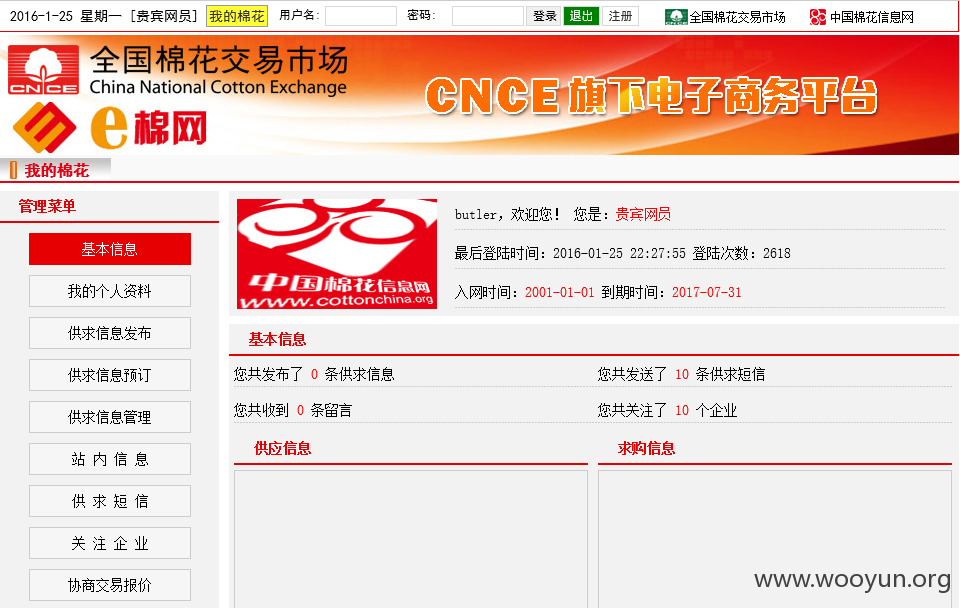 2016-1-25 星期一 [贵宾网员] 我的棉花 用户名: 密码: 登录 退出 注册 全国棉花交易市场 中国棉花信息网
全国棉花交易市场
China National Cotton Exchange
CNCE
e棉网
CNCE旗下电子商务平台
我的棉花
管理菜单
基本信息
我的个人资料
供求信息发布
供求信息预订
供求信息管理
站 内 信 息
供 求 短 信
关 注 企 业
协商交易报价
中国棉花信息网
www.cottonchina.org
butler，欢迎您！ 您是：贵宾网员
最后登陆时间：2016-01-25 22:27:55 登陆次数：2618
入网时间：2001-01-01 到期时间：2017-07-31
基本信息
您共发布了 0 条供求信息
您共发送了 10 条供求短信
您共收到 0 条留言
您共关注了 10 个企业
供应信息
求购信息
www.wooyun.org